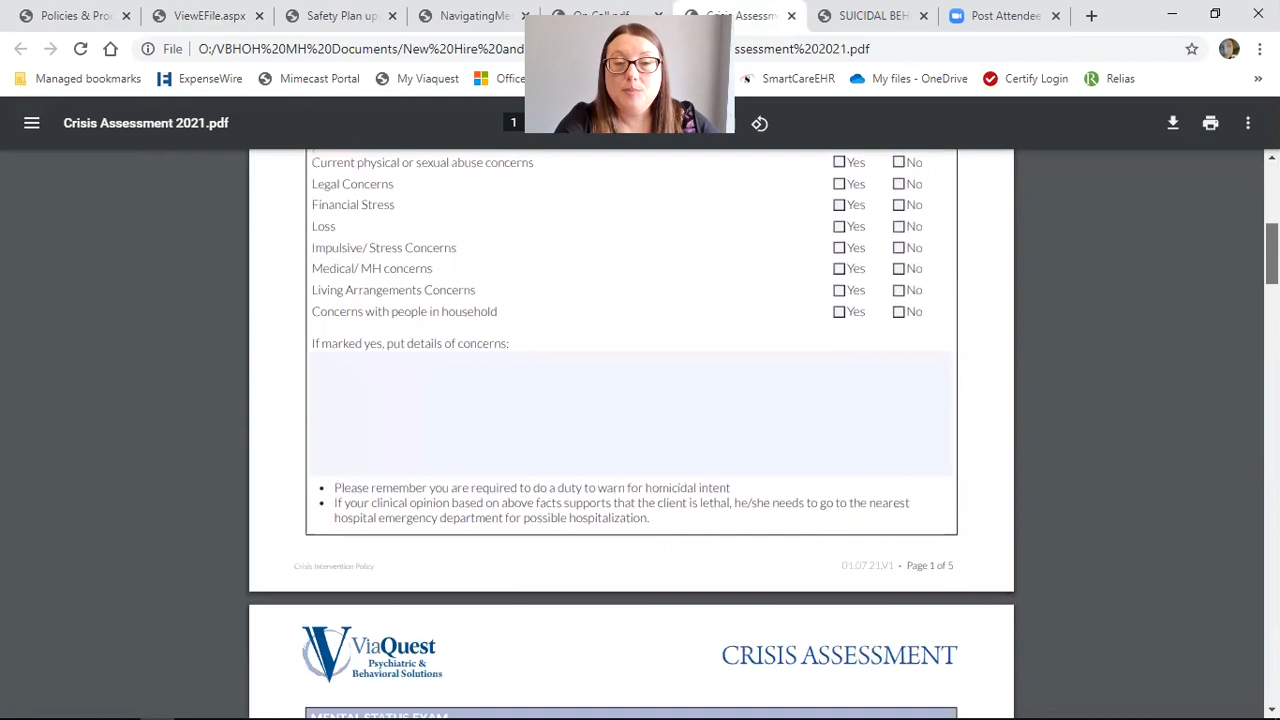 Policies & Pro
ViewEFile.aspx
Safety plan up
NavigatingMe
On Call.pdf
Crisis Assessm
SUICIDAL BEH
Post Attendee
File
O:/VBHOH%20MH%20Documents/New%20Hire%20and
ssessment%202021.pdf
Managed bookmarks
ExpenseWire
Mimecast Portal
My Viaquest
Office
SmartCareEHR
My files - OneDrive
Certify Login
Relias
»
Crisis Assessment 2021.pdf
1
Current physical or sexual abuse concerns Yes No
Legal Concerns Yes No
Financial Stress Yes No
Loss Yes No
Impulsive/ Stress Concerns Yes No
Medical/ MH concerns Yes No
Living Arrangements Concerns Yes No
Concerns with people in household Yes No
If marked yes, put details of concerns:
• Please remember you are required to do a duty to warn for homicidal intent
• If your clinical opinion based on above facts supports that the client is lethal, he/she needs to go to the nearest
hospital emergency department for possible hospitalization.
Crisis Intervention Policy
01.07.21.V1 • Page 1 of 5
ViaQuest
Psychiatric &
Behavioral Solutions
CRISIS ASSESSMENT
MENTAL STATUS EXAM